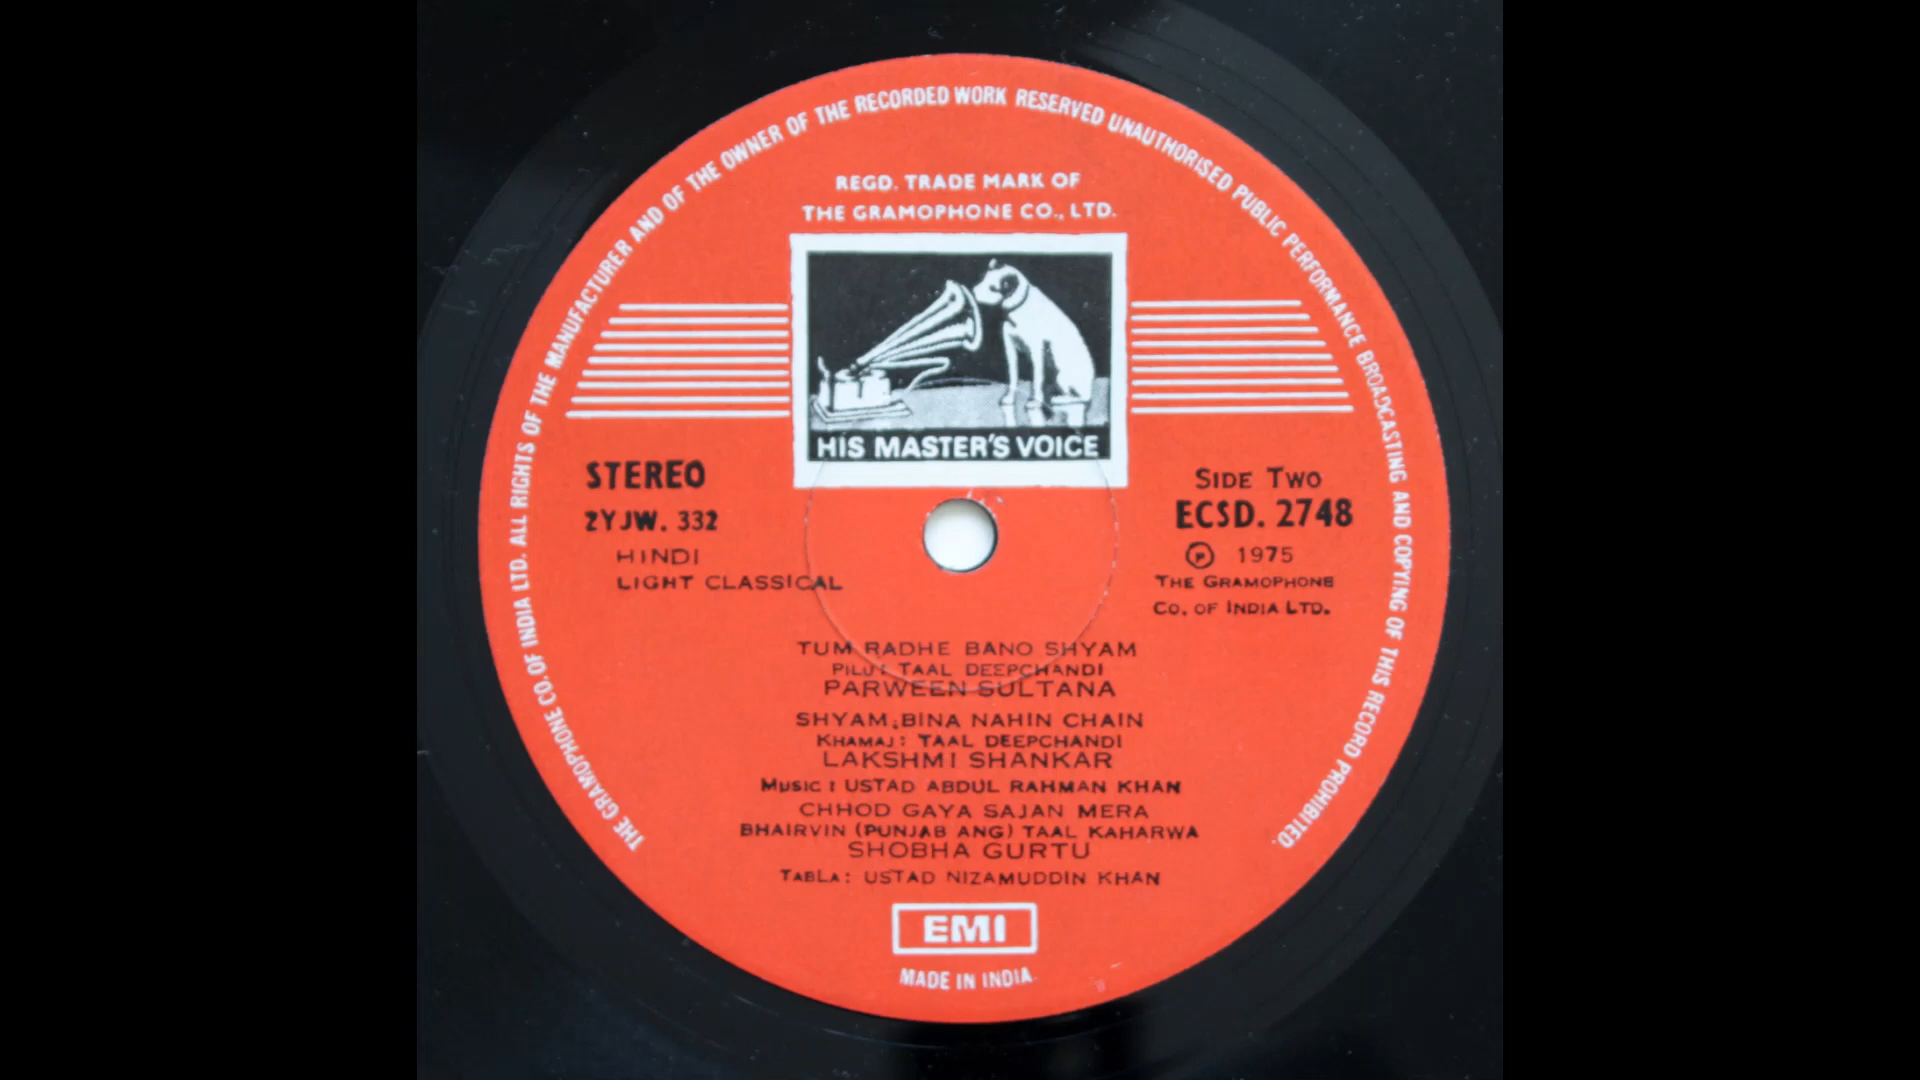 THE GRAMOPHONE CO. OF INDIA LTD. ALL RIGHTS OF THE MANUFACTURER AND OF THE OWNER OF THE RECORDED WORK RESERVED UNAUTHORISED PUBLIC PERFORMANCE BROADCASTING AND COPYING OF THIS RECORD PROHIBITED.
REGD. TRADE MARK OF
THE GRAMOPHONE CO., LTD.
HIS MASTER'S VOICE
STEREO
2YJW. 332
HINDI
LIGHT CLASSICAL
SIDE TWO
ECSD. 2748
Ⓟ 1975
THE GRAMOPHONE
CO. OF INDIA LTD.
TUM RADHE BANO SHYAM
PILU: TAAL DEEPCHANDI
PARWEEN SULTANA
SHYAM BINA NAHIN CHAIN
KHAMAJ: TAAL DEEPCHANDI
LAKSHMI SHANKAR
MUSIC: USTAD ABDUL RAHMAN KHAN
CHHOD GAYA SAJAN MERA
BHAIRVIN (PUNJAB ANG) TAAL KAHARWA
SHOBHA GURTU
TABLA: USTAD NIZAMUDDIN KHAN
EMI
MADE IN INDIA